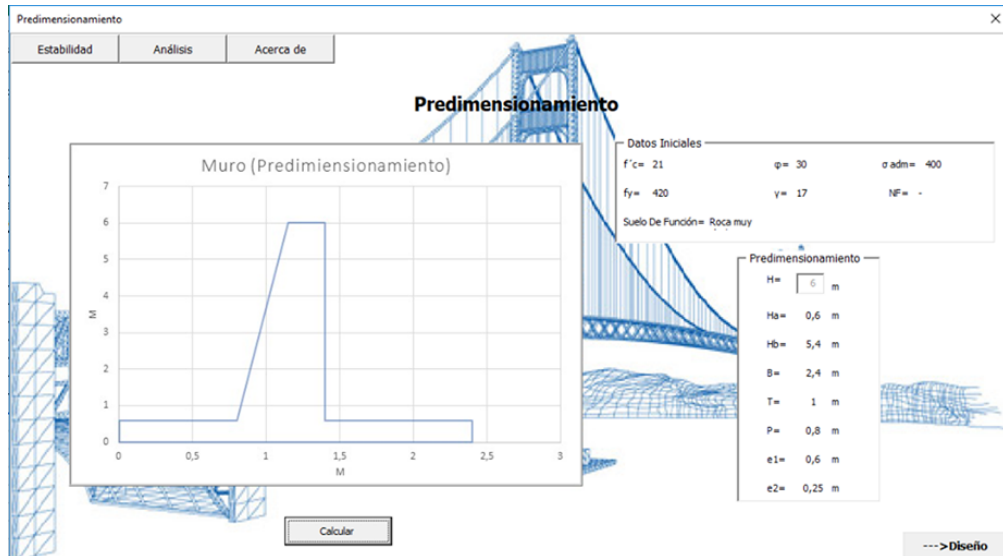 Predimensionamiento
Estabilidad Análisis Acerca de
Predimensionamiento
Muro (Predimiensionamiento)
7
6
5
4
3
2
1
0
M
0 0,5 1 1,5 2 2,5 3
M
Datos Iniciales
f´c= 21 φ= 30 σ adm= 400
fy= 420 γ= 17 NF= -
Suelo De Función= Roca muy
Predimensionamiento
H= 6 m
Ha= 0,6 m
Hb= 5,4 m
B= 2,4 m
T= 1 m
P= 0,8 m
e1= 0,6 m
e2= 0,25 m
Calcular
--->Diseño